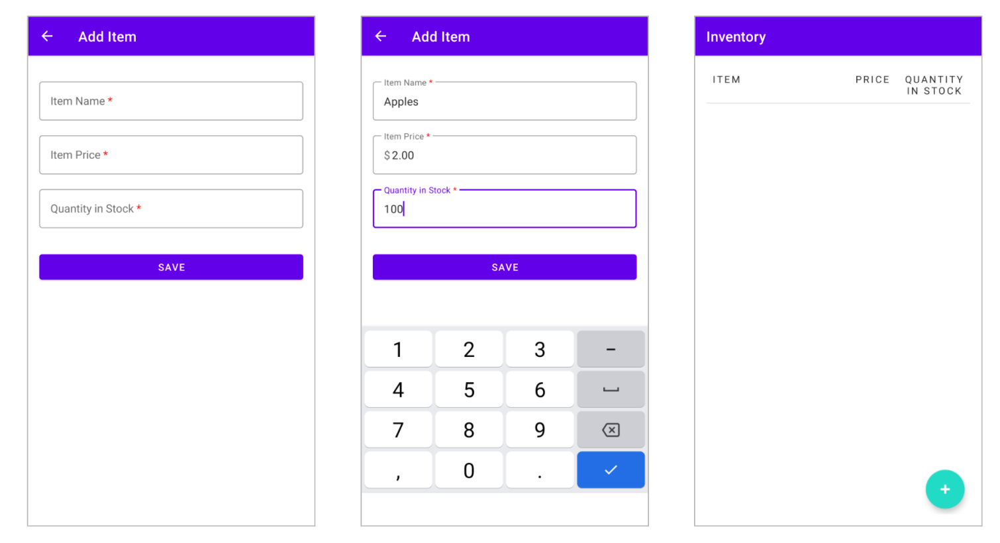 Add Item
Item Name *
Item Price *
Quantity in Stock *
SAVE
Add Item
Item Name *
Apples
Item Price *
$ 2.00
Quantity in Stock *
100
SAVE
1 2 3 –
4 5 6
7 8 9
, 0 .
Inventory
ITEM PRICE QUANTITY
IN STOCK
+